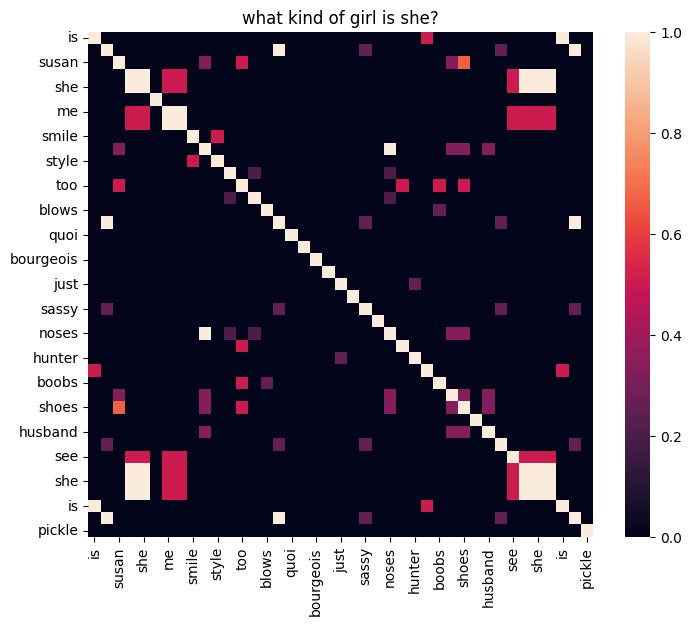 what kind of girl is she?
is
susan
she
me
smile
style
too
blows
quoi
bourgeois
just
sassy
noses
hunter
boobs
shoes
husband
see
she
is
pickle
1.0
0.8
0.6
0.4
0.2
0.0
is
susan
she
me
smile
style
too
blows
quoi
bourgeois
just
sassy
noses
hunter
boobs
shoes
husband
see
she
is
pickle